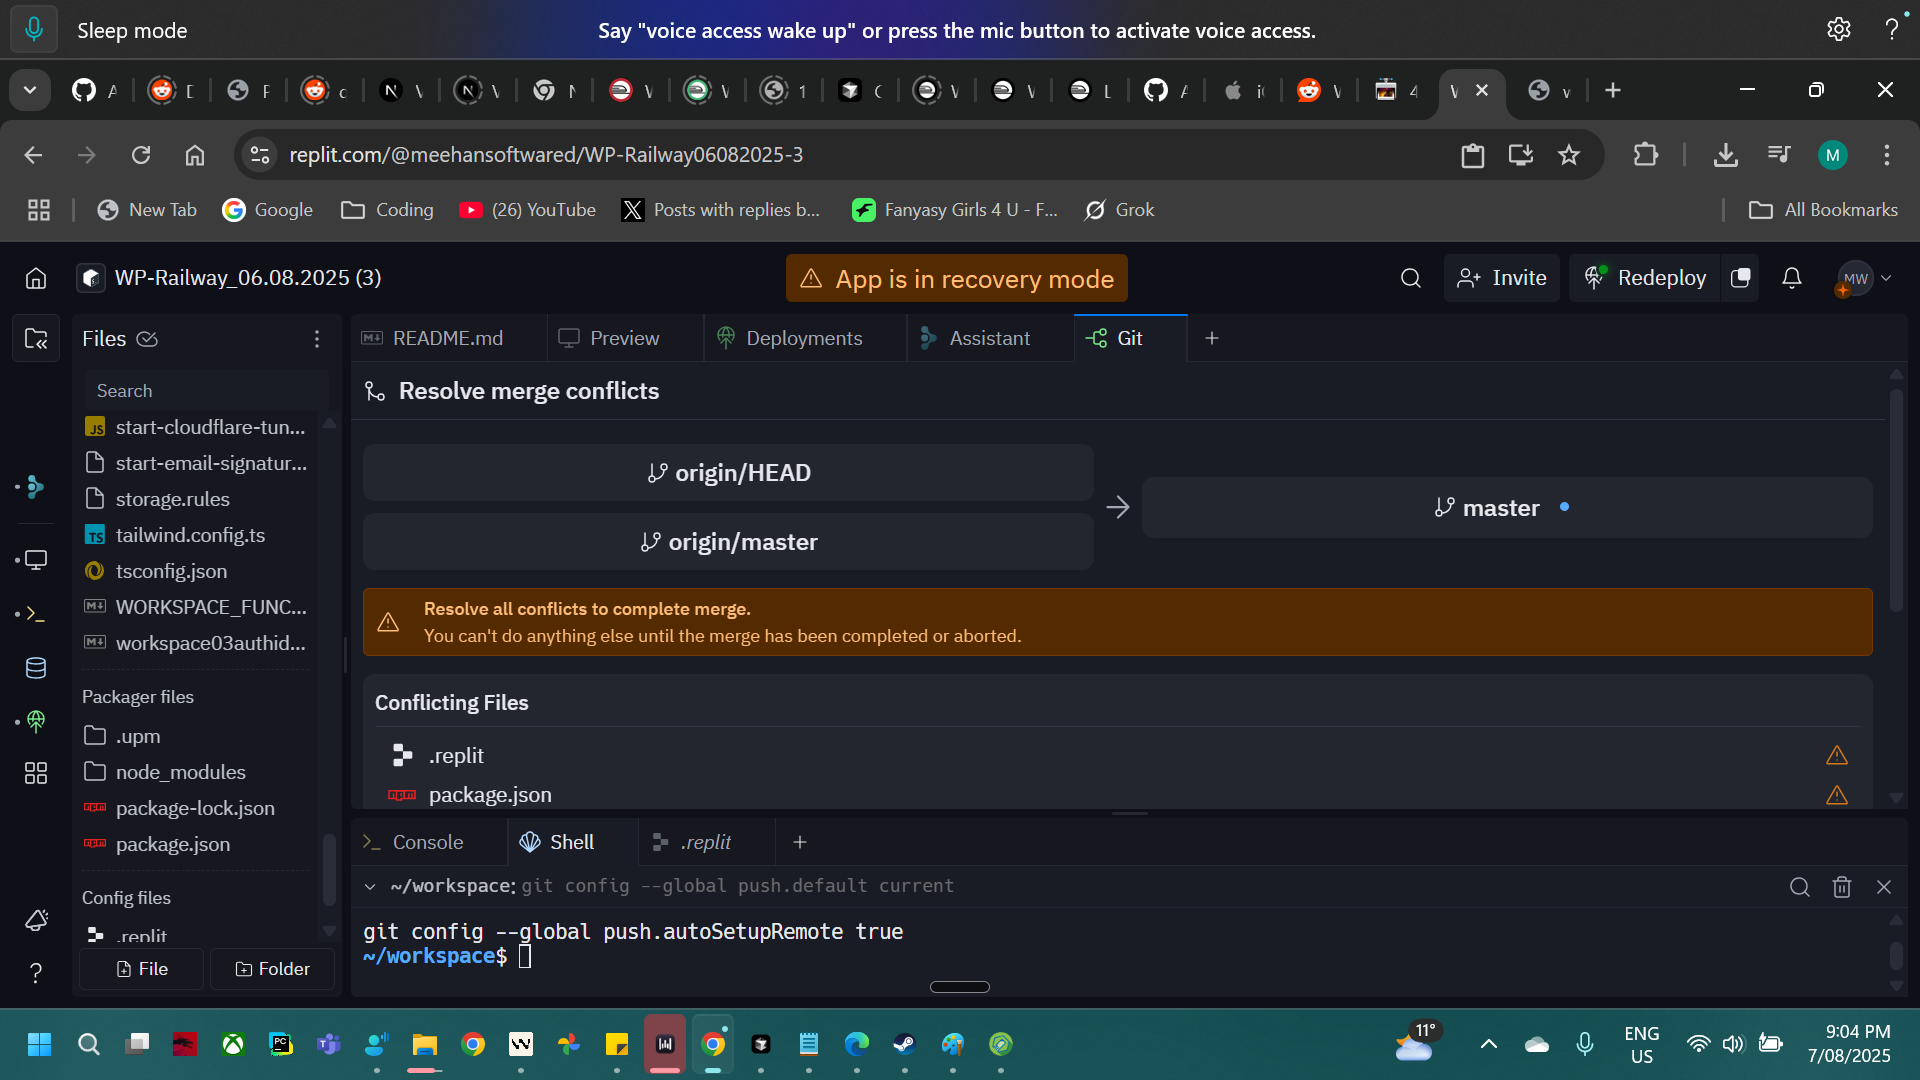 Sleep mode
Say "voice access wake up" or press the mic button to activate voice access.
replit.com/@meehansoftwared/WP-Railway06082025-3
M
New Tab
Google
Coding
(26) YouTube
Posts with replies b...
Fanyasy Girls 4 U - F...
Grok
All Bookmarks
WP-Railway_06.08.2025 (3)
App is in recovery mode
Invite
Redeploy
MW
Files
README.md
Preview
Deployments
Assistant
Git
Search
start-cloudflare-tun...
start-email-signatur...
storage.rules
tailwind.config.ts
tsconfig.json
WORKSPACE_FUNC...
workspace03authid...
Packager files
.upm
node_modules
package-lock.json
package.json
Config files
.replit
File
Folder
Resolve merge conflicts
origin/HEAD
origin/master
master
Resolve all conflicts to complete merge.
You can't do anything else until the merge has been completed or aborted.
Conflicting Files
.replit
package.json
Console
Shell
.replit
~/workspace: git config --global push.default current
git config --global push.autoSetupRemote true
~/workspace$
11°
ENG
US
9:04 PM
7/08/2025